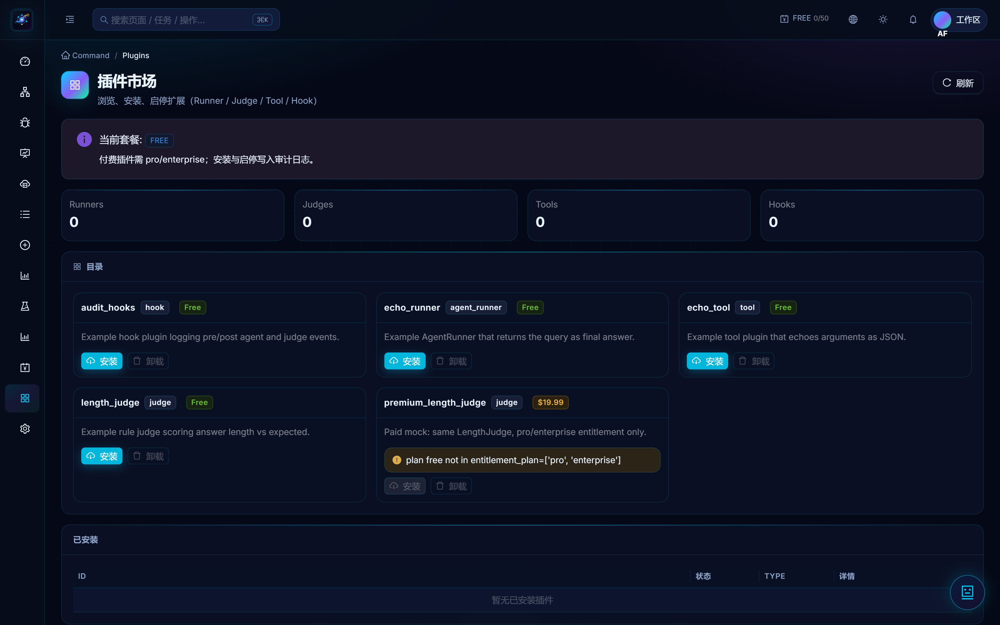 搜索页面 / 任务 / 操作... ⌘K
FREE 0/50
工作区
AF
Command / Plugins
插件市场
浏览、安装、启停扩展（Runner / Judge / Tool / Hook）
刷新
当前套餐: FREE
付费插件需 pro/enterprise；安装与启停写入审计日志。
Runners
0
Judges
0
Tools
0
Hooks
0
目录
audit_hooks hook Free
Example hook plugin logging pre/post agent and judge events.
安装 卸载
echo_runner agent_runner Free
Example AgentRunner that returns the query as final answer.
安装 卸载
echo_tool tool Free
Example tool plugin that echoes arguments as JSON.
安装 卸载
length_judge judge Free
Example rule judge scoring answer length vs expected.
安装 卸载
premium_length_judge judge $19.99
Paid mock: same LengthJudge, pro/enterprise entitlement only.
plan free not in entitlement_plan=['pro', 'enterprise']
安装 卸载
已安装
ID 状态 TYPE 详情
暂无已安装插件